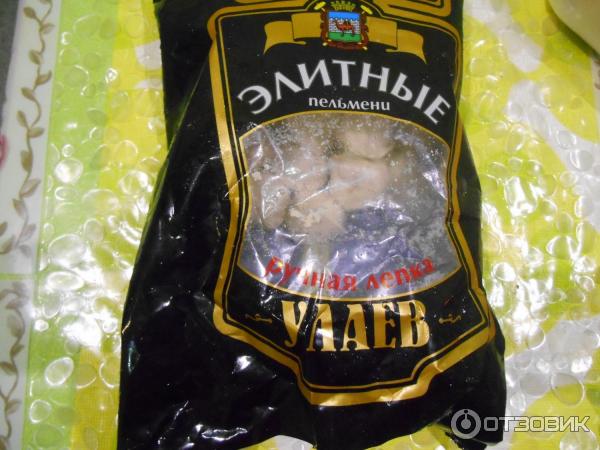 ЭЛИТНЫЕ
пельмени
ручная лепка
УЛАЕВ
ОТЗОВИК